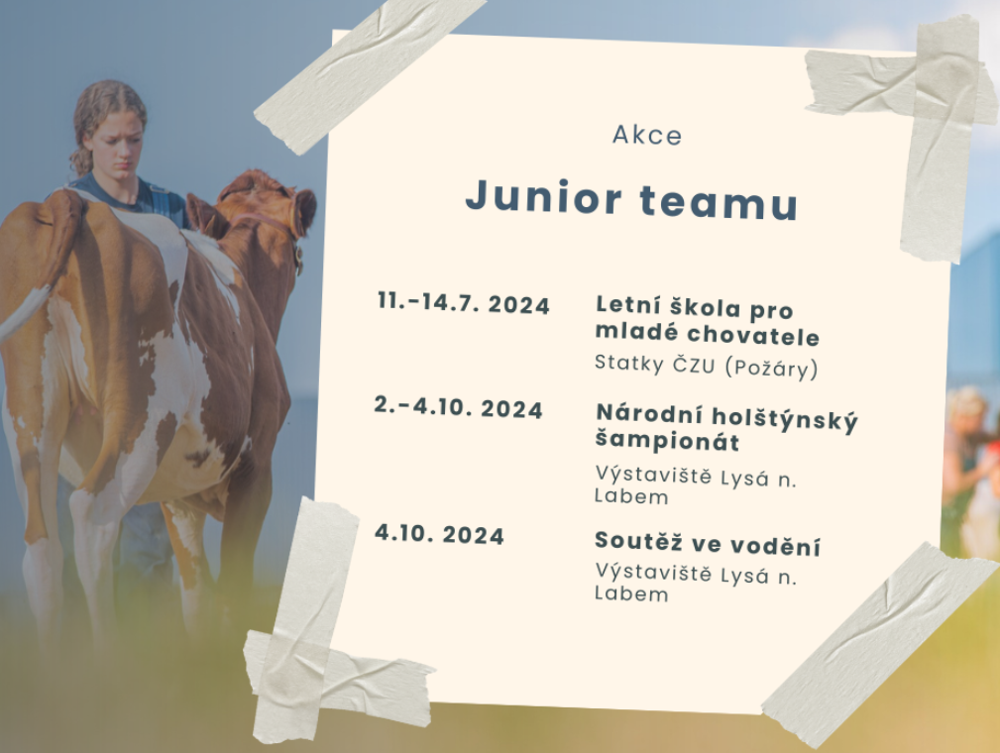 Akce
Junior teamu
11.-14.7. 2024
Letní škola pro
mladé chovatele
Statky ČZU (Požáry)
2.-4.10. 2024
Národní holštýnský
šampionát
Výstaviště Lysá n.
Labem
4.10. 2024
Soutěž ve vodění
Výstaviště Lysá n.
Labem